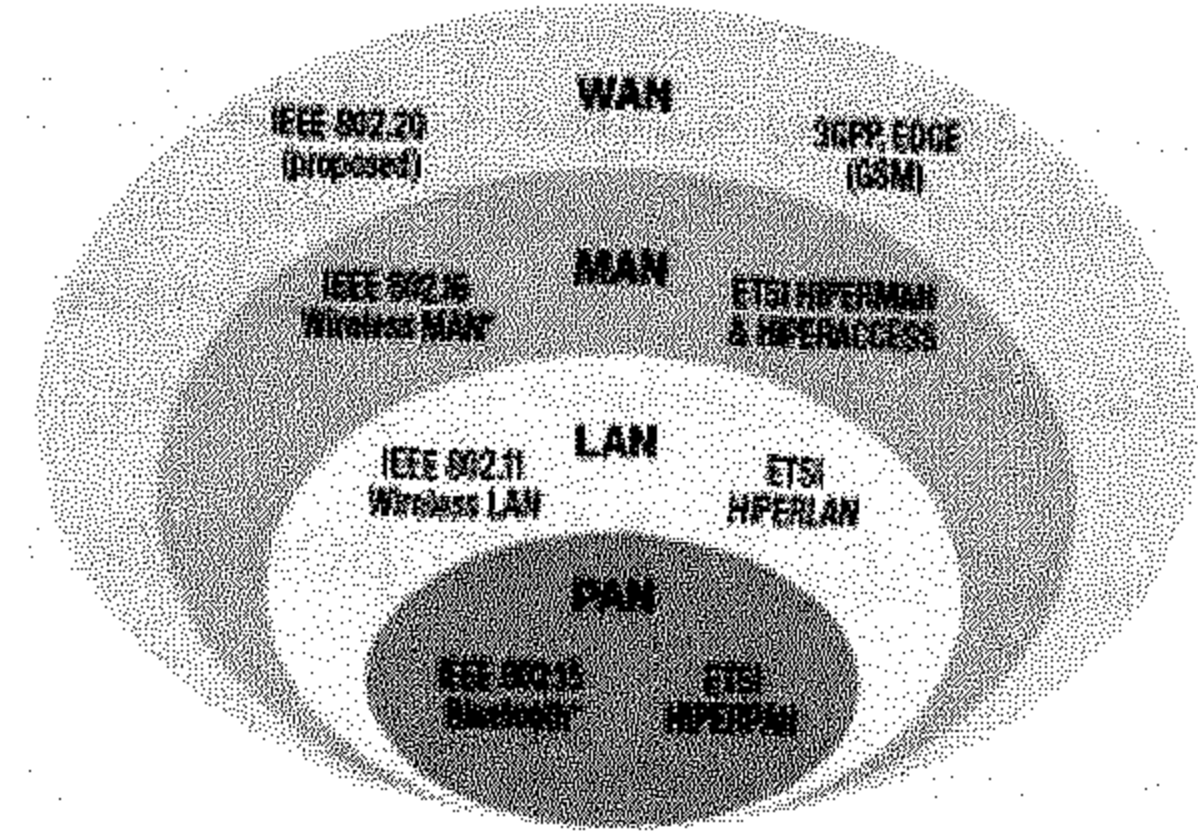 WAN
IEEE 802.20
(proposed)
3GPP, EDGE
(GSM)
MAN
IEEE 802.16
Wireless MAN*
ETSI HIPERMAN
& HIPERACCESS
LAN
IEEE 802.11
Wireless LAN
ETSI
HIPERLAN
PAN
IEEE 802.15
Bluetooth*
ETSI
HIPERPAN